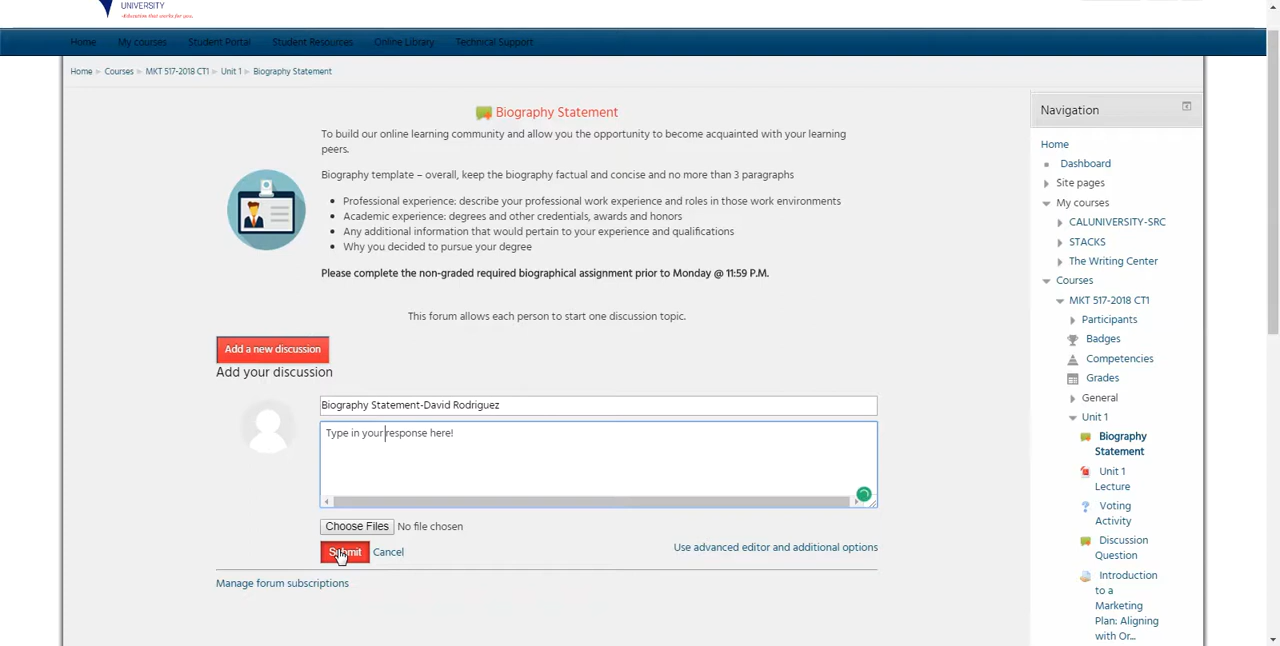 UNIVERSITY
Education that works for you.
Home My courses Student Portal Student Resources Online Library Technical Support
Home Courses MKT 517-2018 CT1 Unit 1 Biography Statement
Biography Statement
To build our online learning community and allow you the opportunity to become acquainted with your learning
peers.
Biography template – overall, keep the biography factual and concise and no more than 3 paragraphs
Professional experience: describe your professional work experience and roles in those work environments
Academic experience: degrees and other credentials, awards and honors
Any additional information that would pertain to your experience and qualifications
Why you decided to pursue your degree
Please complete the non-graded required biographical assignment prior to Monday @ 11:59 P.M.
This forum allows each person to start one discussion topic.
Add a new discussion
Add your discussion
Biography Statement-David Rodriguez
Type in your response here!
Choose Files No file chosen
Submit Cancel
Use advanced editor and additional options
Manage forum subscriptions
Navigation
Home
Dashboard
Site pages
My courses
CALUNIVERSITY-SRC
STACKS
The Writing Center
Courses
MKT 517-2018 CT1
Participants
Badges
Competencies
Grades
General
Unit 1
Biography
Statement
Unit 1
Lecture
Voting
Activity
Discussion
Question
Introduction
to a
Marketing
Plan: Aligning
with Or...